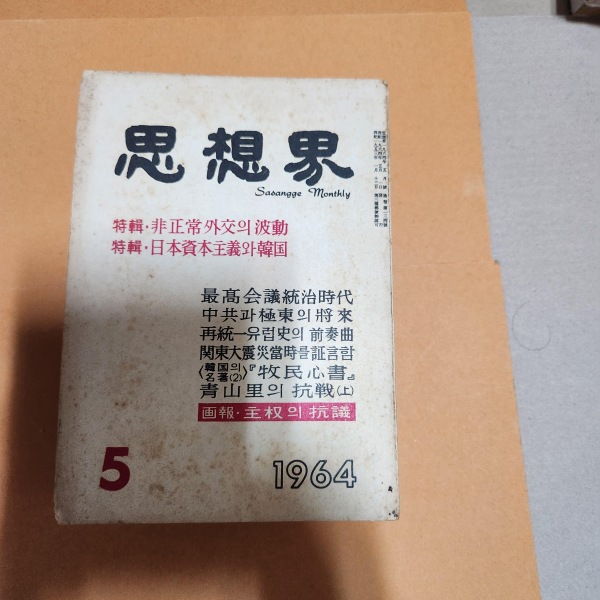 思想界
Sasangge Monthly
特輯·非正常外交의波動
特輯·日本資本主義와韓国
最高会議統治時代
中共과極東의將來
再統一유럽史의前奏曲
関東大震災當時를証言함
〈韓国의名著(2)〉『牧民心書』
青山里의抗戦(上)
画報·主权의抗議
5
1964